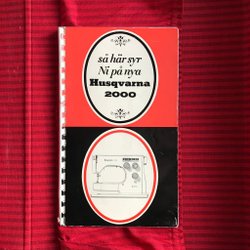 så här syr
Ni på nya
Husqvarna
2000